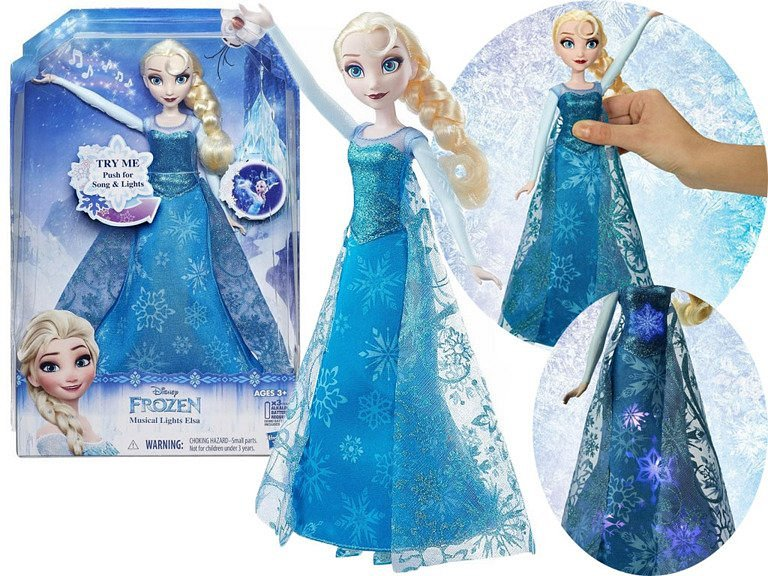 TRY ME
Push for
Song & Lights
Disney
FROZEN
Musical Lights Elsa
AGES 3+
WARNING: CHOKING HAZARD–Small parts.
Not for children under 3 years.